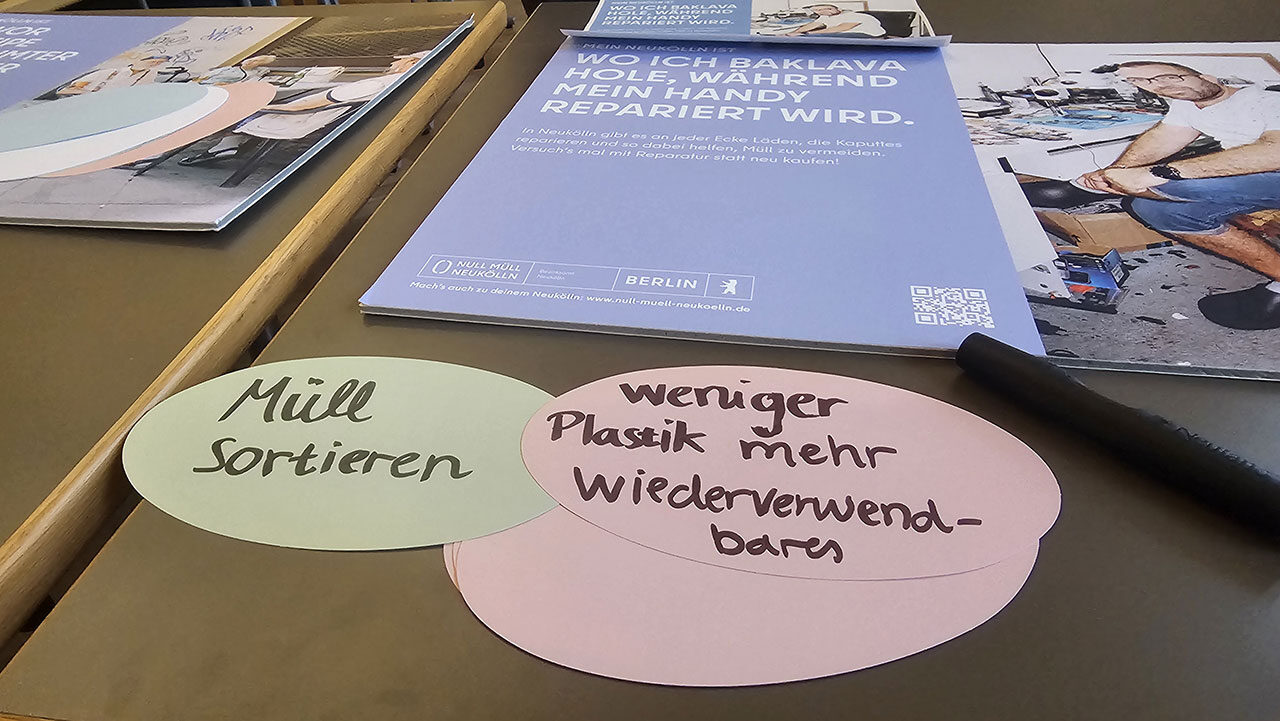 WO ICH BAKLAVA
HOLE, WÄHREND
MEIN HANDY
REPARIERT WIRD.
MEIN NEUKÖLLN IST
WO ICH BAKLAVA
HOLE, WÄHREND
MEIN HANDY
REPARIERT WIRD.
In Neukölln gibt es an jeder Ecke Läden, die Kaputtes
reparieren und so dabei helfen, Müll zu vermeiden.
Versuch's mal mit Reparatur statt neu kaufen!
NULL MÜLL
NEUKÖLLN
Bezirksamt
Neukölln
BERLIN
Mach's auch zu deinem Neukölln: www.null-muell-neukoelln.de
Müll
Sortieren
weniger
Plastik mehr
Wiederverwend-
bares